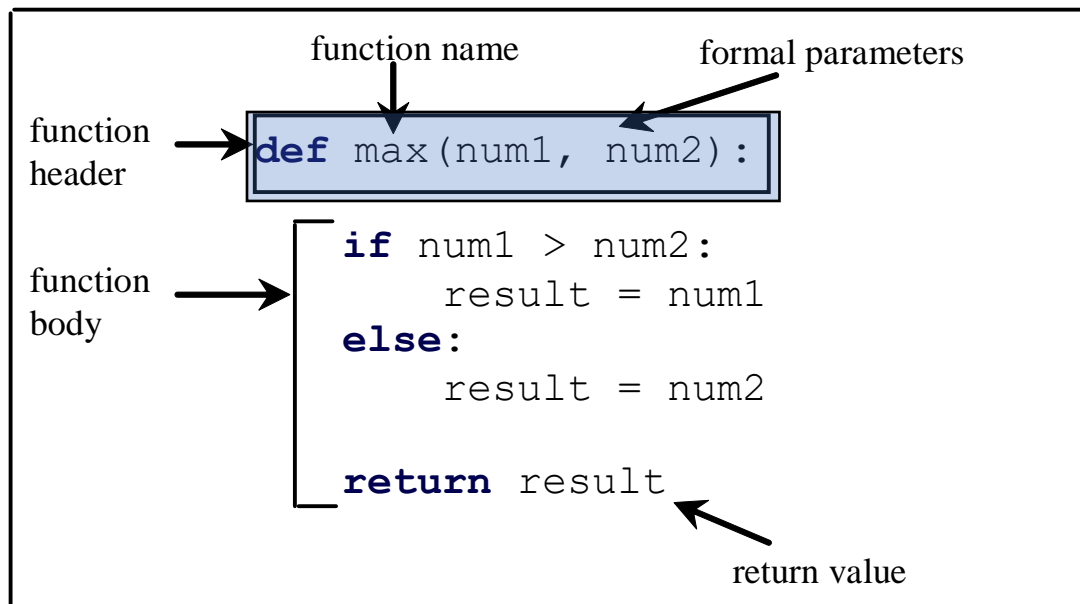 function name
formal parameters
function
header
def max(num1, num2):
if num1 > num2:
result = num1
function
body
else:
result = num2
return result
return value